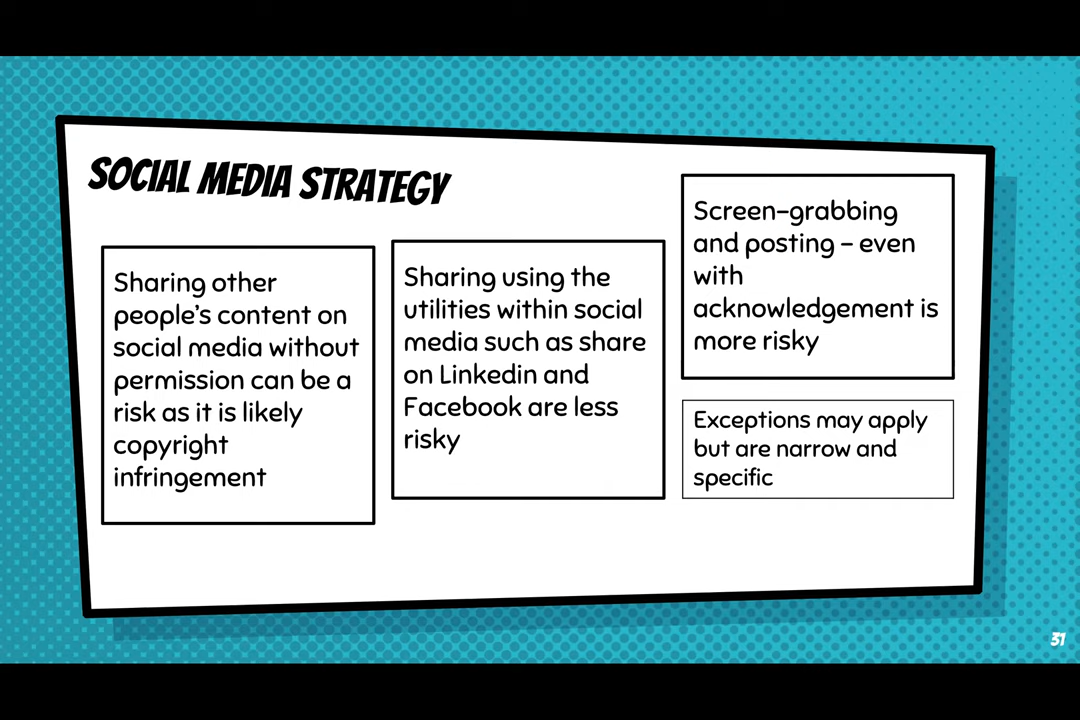 SOCIAL MEDIA STRATEGY
Sharing other
people's content on
social media without
permission can be a
risk as it is likely
copyright
infringement
Sharing using the
utilities within social
media such as share
on Linkedin and
Facebook are less
risky
Screen-grabbing
and posting – even
with
acknowledgement is
more risky
Exceptions may apply
but are narrow and
specific
31